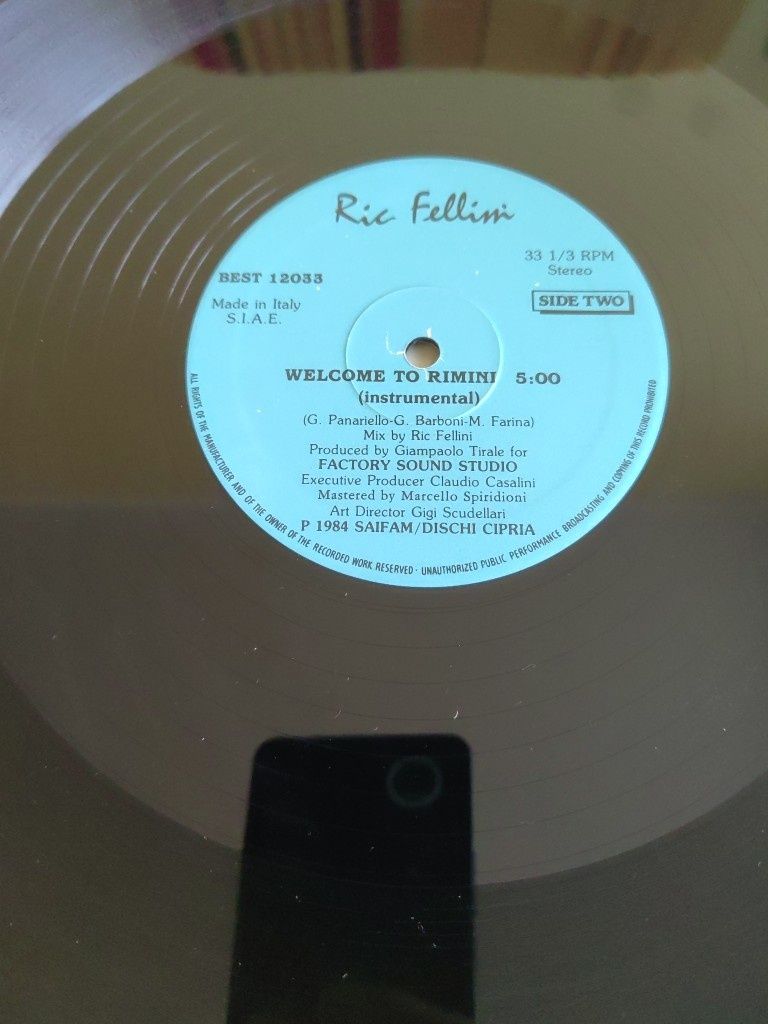 Ric Fellini
33 1/3 RPM
Stereo
BEST 12033
SIDE TWO
Made in Italy
S.I.A.E.
WELCOME TO RIMINI 5:00
(instrumental)
(G. Panariello-G. Barboni-M. Farina)
Mix by Ric Fellini
Produced by Giampaolo Tirale for
FACTORY SOUND STUDIO
Executive Producer Claudio Casalini
Mastered by Marcello Spiridioni
Art Director Gigi Scudellari
P 1984 SAIFAM/DISCHI CIPRIA
ALL RIGHTS OF THE MANUFACTURER AND OF THE OWNER OF THE RECORDED WORK RESERVED · UNAUTHORIZED PUBLIC PERFORMANCE BROADCASTING AND COPYING OF THIS RECORD PROHIBITED